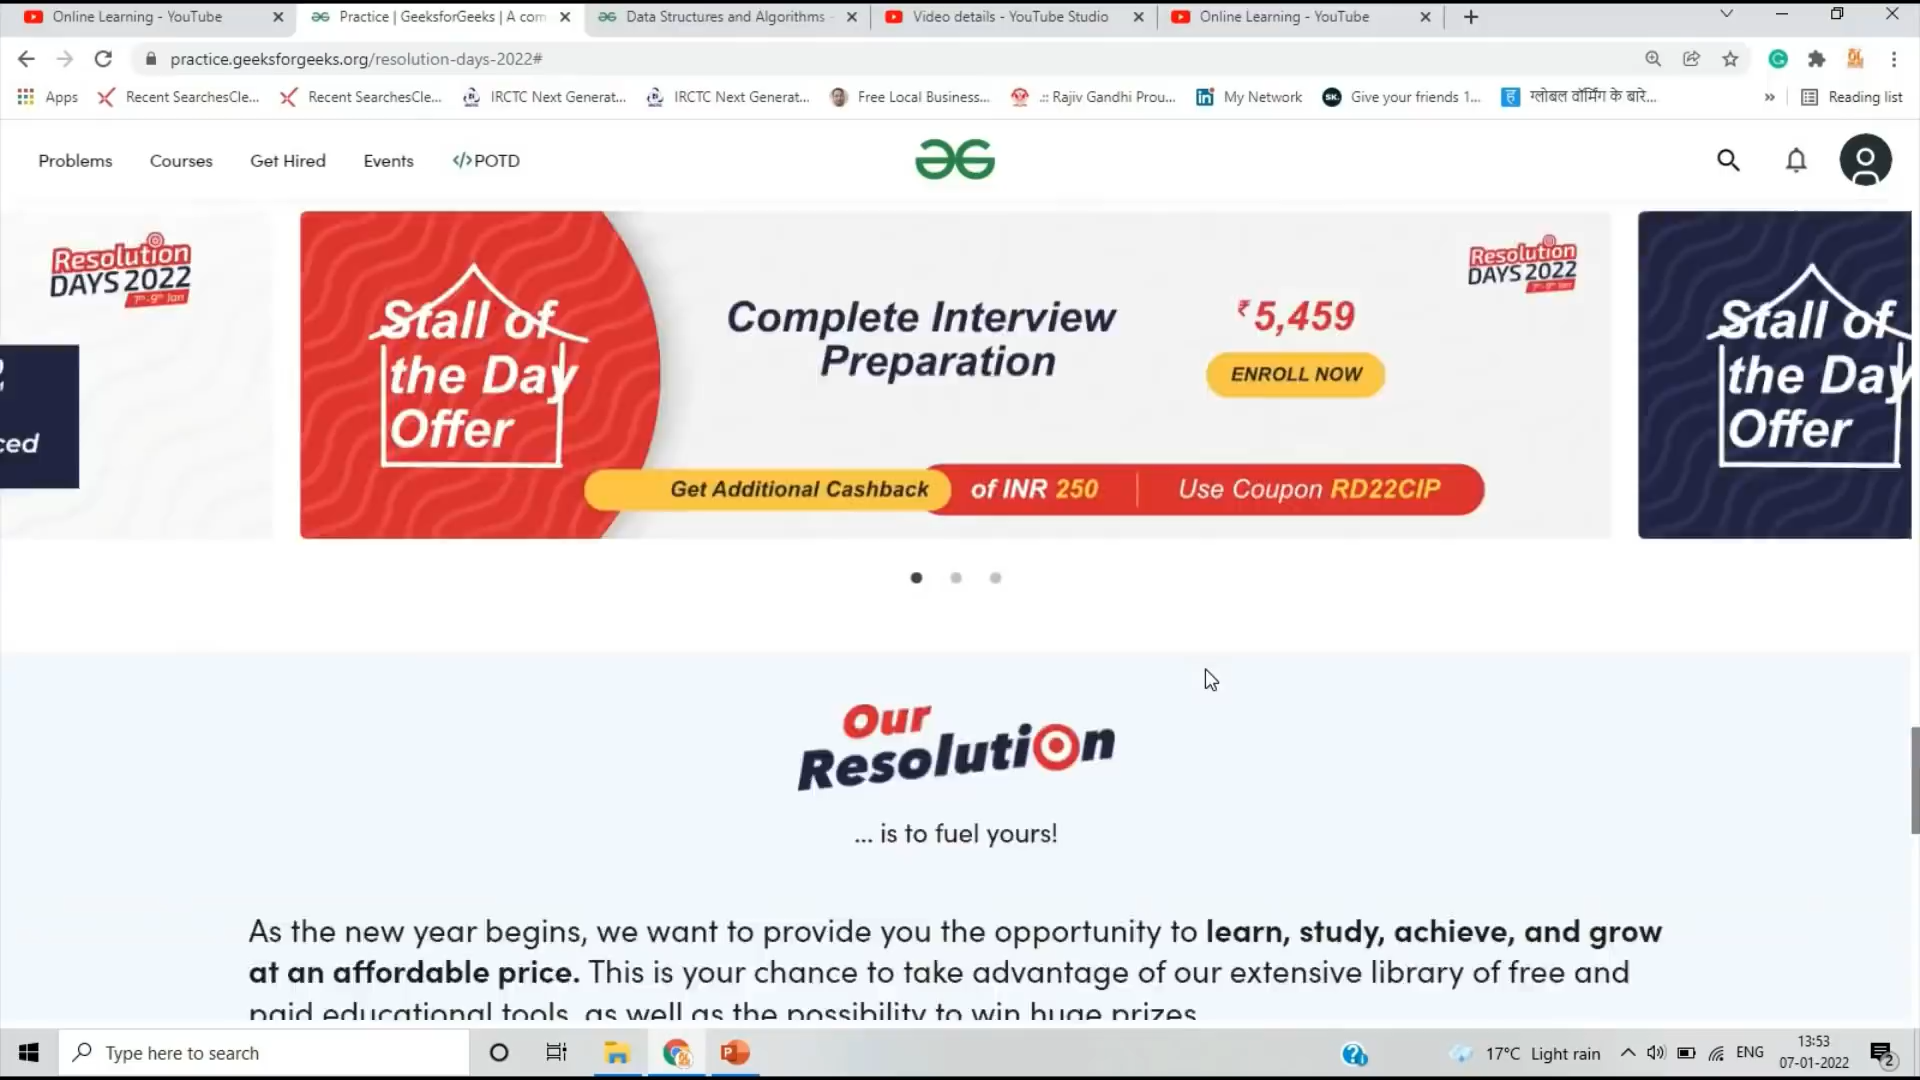 Online Learning - YouTube
Practice | GeeksforGeeks | A com
Data Structures and Algorithms -
Video details - YouTube Studio
Online Learning - YouTube
practice.geeksforgeeks.org/resolution-days-2022#
Apps
Recent SearchesCle...
Recent SearchesCle...
IRCTC Next Generat...
IRCTC Next Generat...
Free Local Business...
.:: Rajiv Gandhi Prou...
My Network
Give your friends 1...
ग्लोबल वॉर्मिंग के बारे...
Reading list
Problems
Courses
Get Hired
Events
</>POTD
Resolution
DAYS 2022
7th-9th Jan
ced
Stall of
the Day
Offer
Complete Interview
Preparation
₹5,459
ENROLL NOW
Resolution
DAYS 2022
7th-9th Jan
Get Additional Cashback of INR 250 | Use Coupon RD22CIP
Stall of
the Day
Offer
Our
Resolution
... is to fuel yours!
As the new year begins, we want to provide you the opportunity to learn, study, achieve, and grow
at an affordable price. This is your chance to take advantage of our extensive library of free and
paid educational tools, as well as the possibility to win huge prizes.
Type here to search
17°C Light rain
ENG
13:53
07-01-2022
2